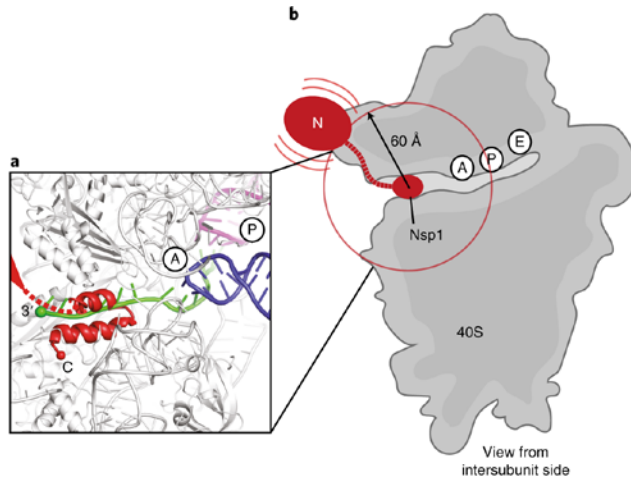 b
N
60 Å
A
P
E
a
P
A
Nsp1
3′
C
40S
View from
intersubunit side